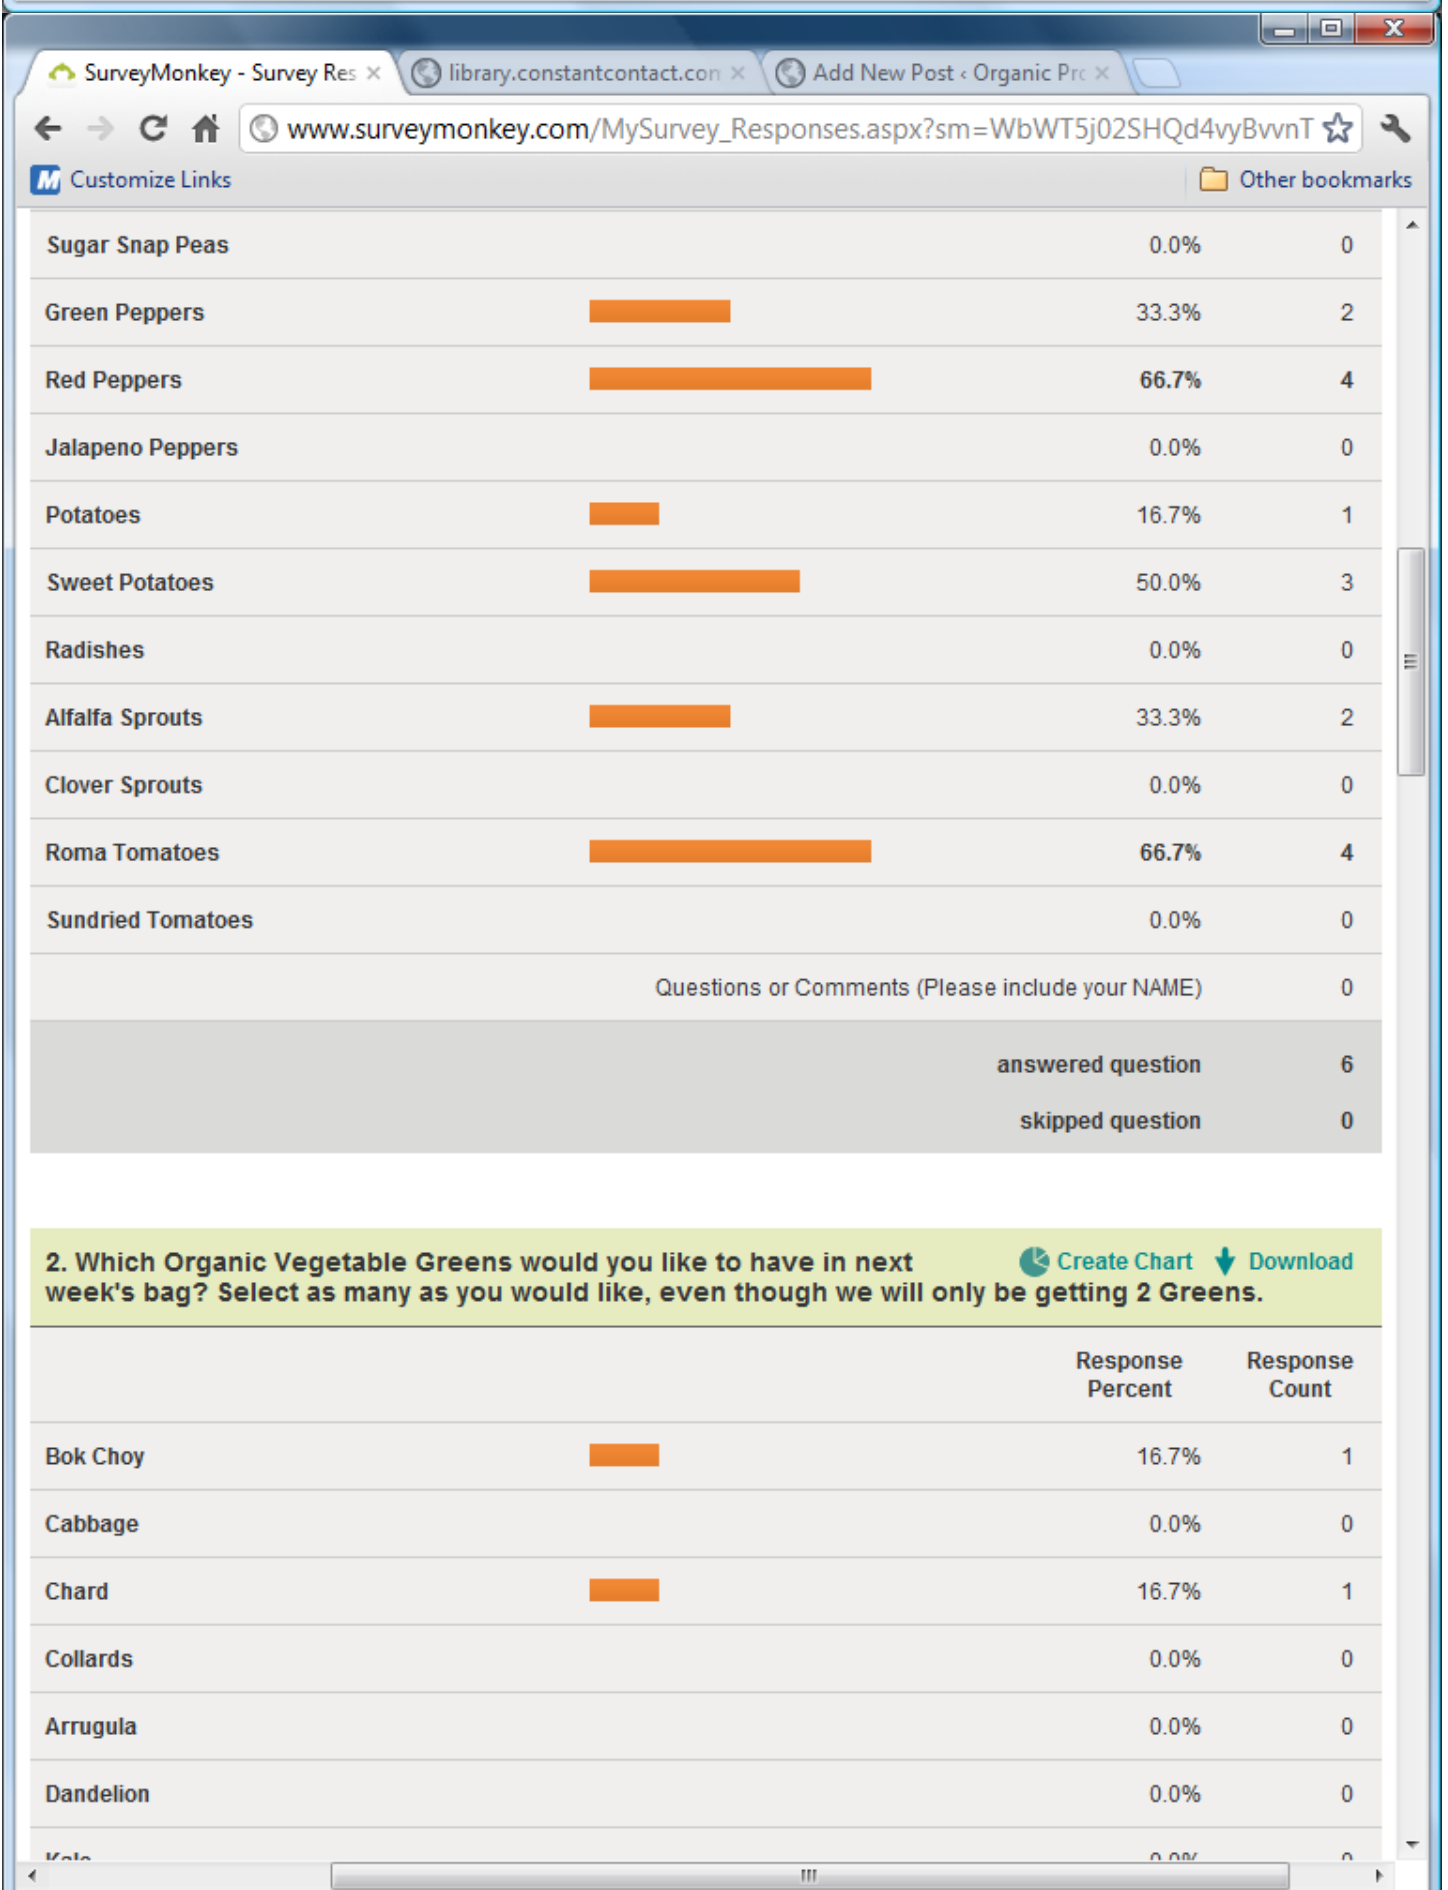 SurveyMonkey - Survey Res
library.constantcontact.con
Add New Post ‹ Organic Pro
www.surveymonkey.com/MySurvey_Responses.aspx?sm=WbWT5j02SHQd4vyBvvnT
Customize Links
Other bookmarks
Sugar Snap Peas 0.0% 0
Green Peppers 33.3% 2
Red Peppers 66.7% 4
Jalapeno Peppers 0.0% 0
Potatoes 16.7% 1
Sweet Potatoes 50.0% 3
Radishes 0.0% 0
Alfalfa Sprouts 33.3% 2
Clover Sprouts 0.0% 0
Roma Tomatoes 66.7% 4
Sundried Tomatoes 0.0% 0
Questions or Comments (Please include your NAME) 0
answered question 6
skipped question 0
2. Which Organic Vegetable Greens would you like to have in next
Create Chart Download
week's bag? Select as many as you would like, even though we will only be getting 2 Greens.
Response Response
Percent Count
Bok Choy 16.7% 1
Cabbage 0.0% 0
Chard 16.7% 1
Collards 0.0% 0
Arrugula 0.0% 0
Dandelion 0.0% 0
Kale 0.0% 0